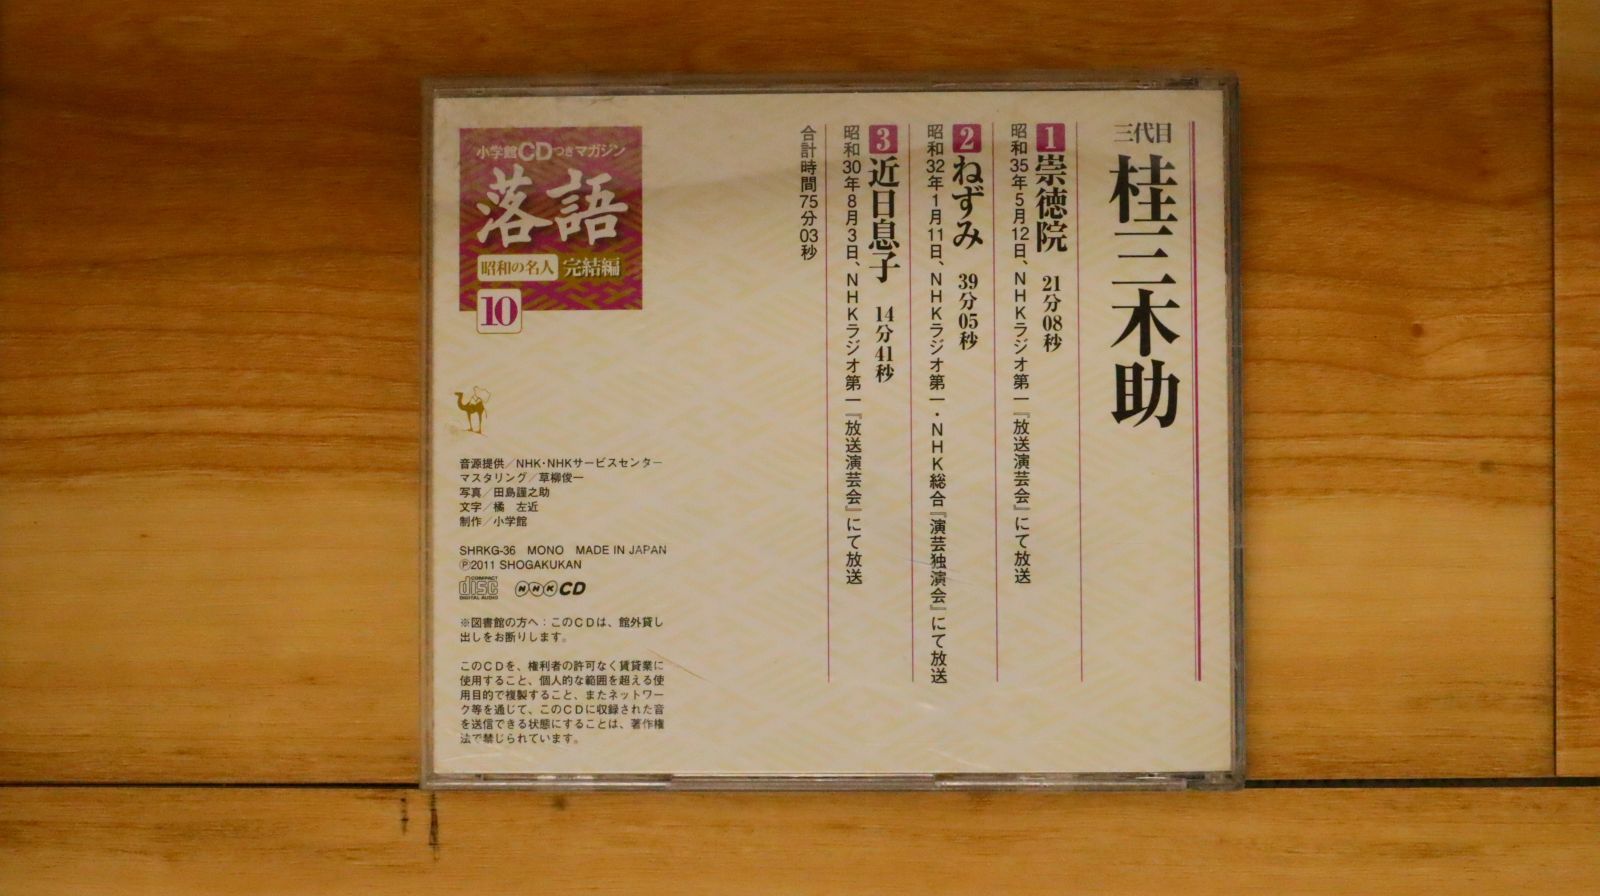 三代目
桂三木助
1 崇徳院 21分08秒
昭和35年5月12日、NHKラジオ第一『放送演芸会』にて放送
2 ねずみ 39分05秒
昭和32年1月11日、NHKラジオ第一・NHK総合『演芸独演会』にて放送
3 近日息子 14分41秒
昭和30年8月3日、NHKラジオ第一『放送演芸会』にて放送
合計時間75分03秒
小学館CDつきマガジン
落語
昭和の名人 完結編
10
音源提供／NHK・NHKサービスセンター
マスタリング／草柳俊一
写真／田島謹之助
文字／橘 左近
制作／小学館
SHRKG-36 MONO MADE IN JAPAN
Ⓟ2011 SHOGAKUKAN
COMPACT
disc
DIGITAL AUDIO
NHK CD
※図書館の方へ：このCDは、館外貸し
出しをお断りします。
このCDを、権利者の許可なく賃貸業に
使用すること、個人的な範囲を超える使
用目的で複製すること、またネットワー
ク等を通じて、このCDに収録された音
を送信できる状態にすることは、著作権
法で禁じられています。